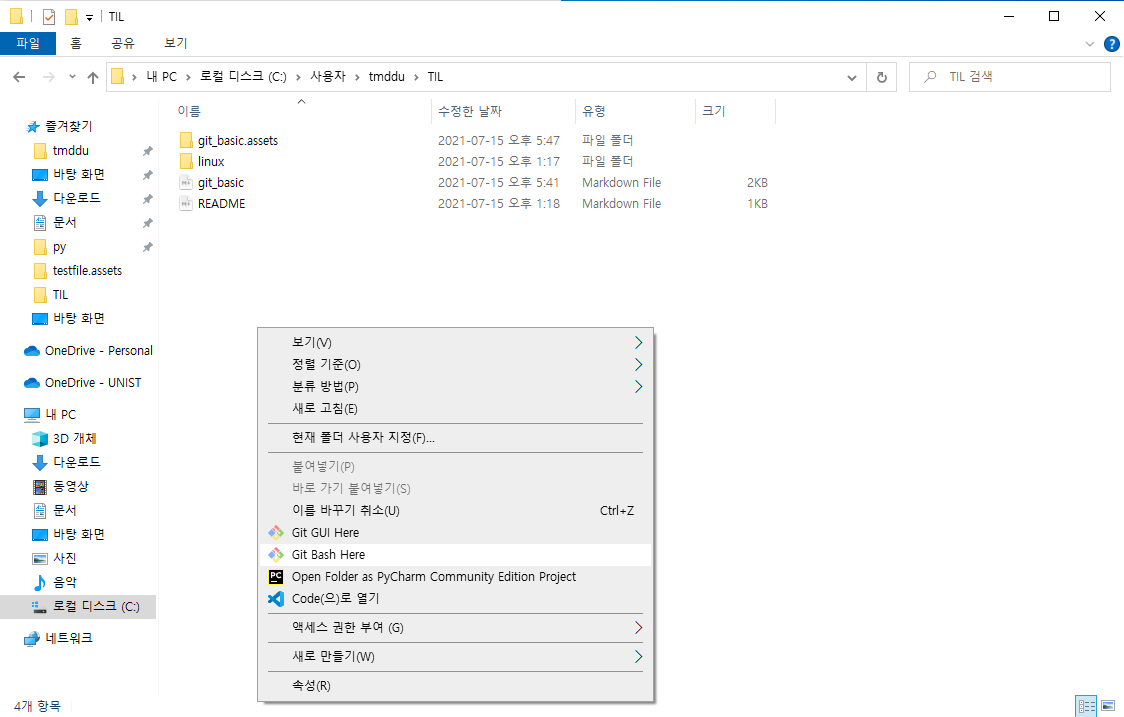 TIL
파일 홈 공유 보기
내 PC 로컬 디스크 (C:) 사용자 tmddu TIL
TIL 검색
즐겨찾기
tmddu
바탕 화면
다운로드
문서
py
testfile.assets
TIL
바탕 화면
OneDrive - Personal
OneDrive - UNIST
내 PC
3D 개체
다운로드
동영상
문서
바탕 화면
사진
음악
로컬 디스크 (C:)
네트워크
이름 수정한 날짜 유형 크기
git_basic.assets 2021-07-15 오후 5:47 파일 폴더
linux 2021-07-15 오후 1:17 파일 폴더
git_basic 2021-07-15 오후 5:41 Markdown File 2KB
README 2021-07-15 오후 1:18 Markdown File 1KB
보기(V)
정렬 기준(O)
분류 방법(P)
새로 고침(E)
현재 폴더 사용자 지정(F)...
붙여넣기(P)
바로 가기 붙여넣기(S)
이름 바꾸기 취소(U) Ctrl+Z
Git GUI Here
Git Bash Here
PC Open Folder as PyCharm Community Edition Project
Code(으)로 열기
액세스 권한 부여 (G)
새로 만들기(W)
속성(R)
4개 항목